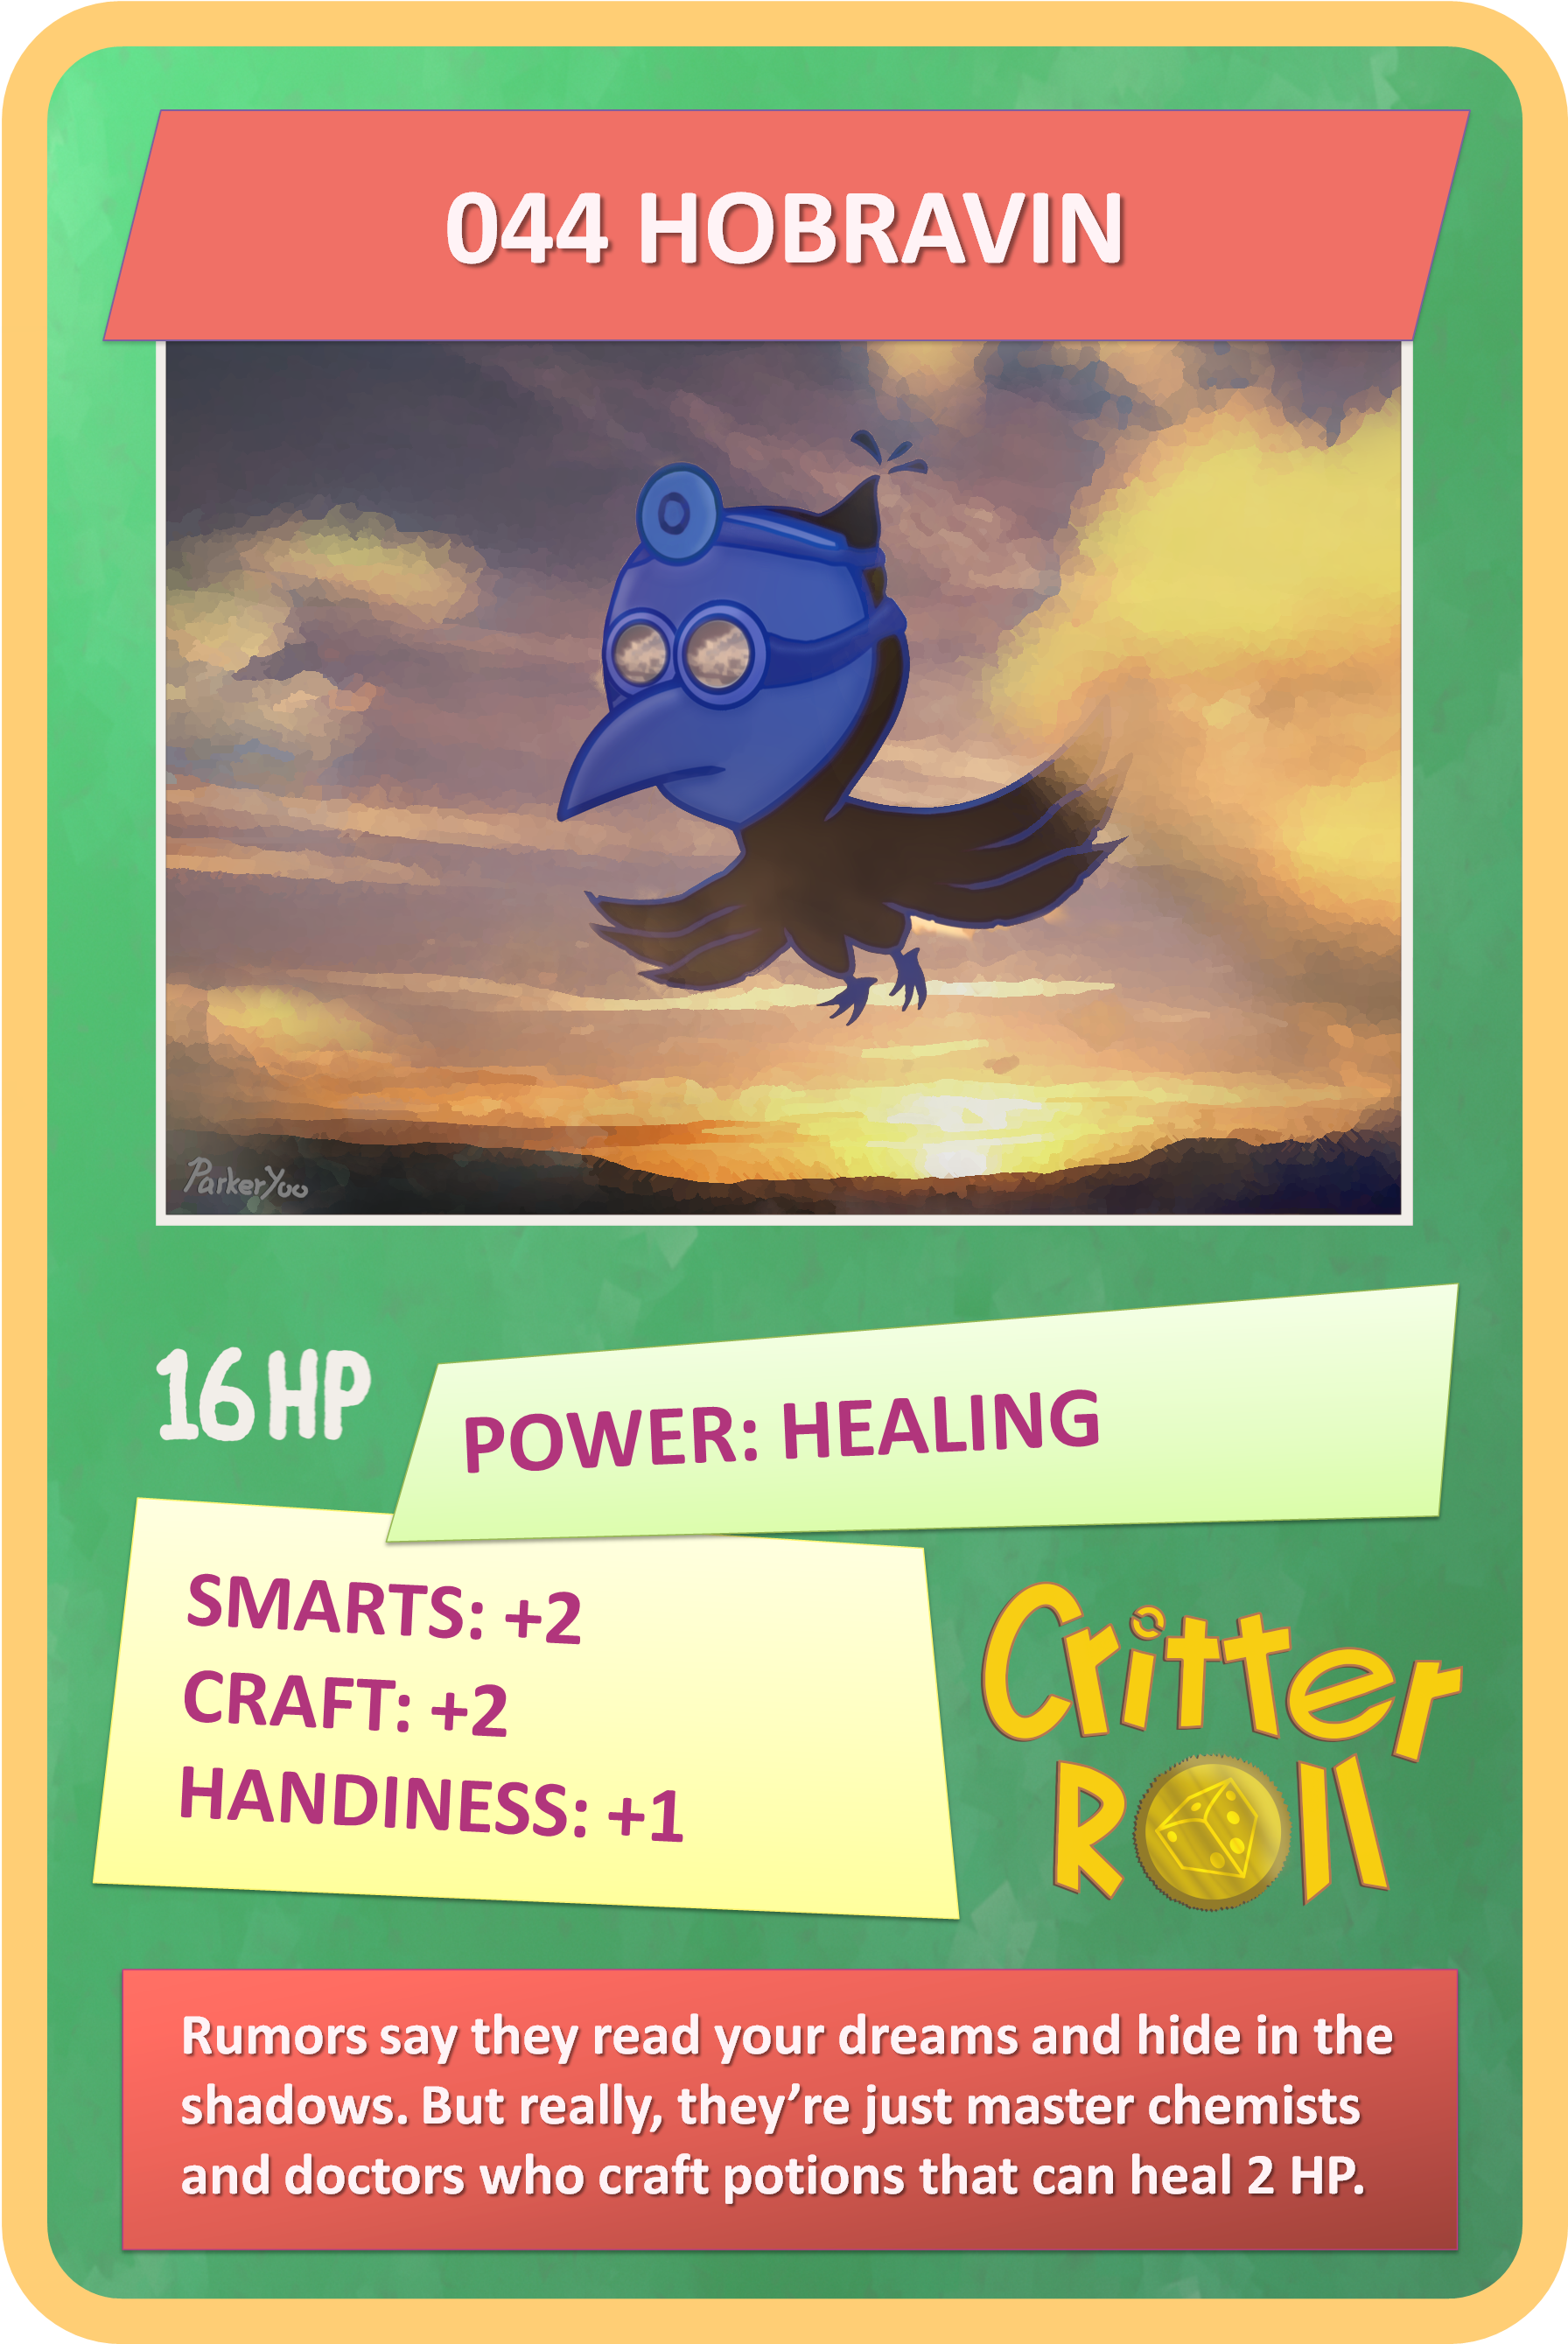 044 HOBRAVIN
ParkerYoo
16 HP
POWER: HEALING
SMARTS: +2
CRAFT: +2
HANDINESS: +1
Critter
Roll
Rumors say they read your dreams and hide in the
shadows. But really, they’re just master chemists
and doctors who craft potions that can heal 2 HP.